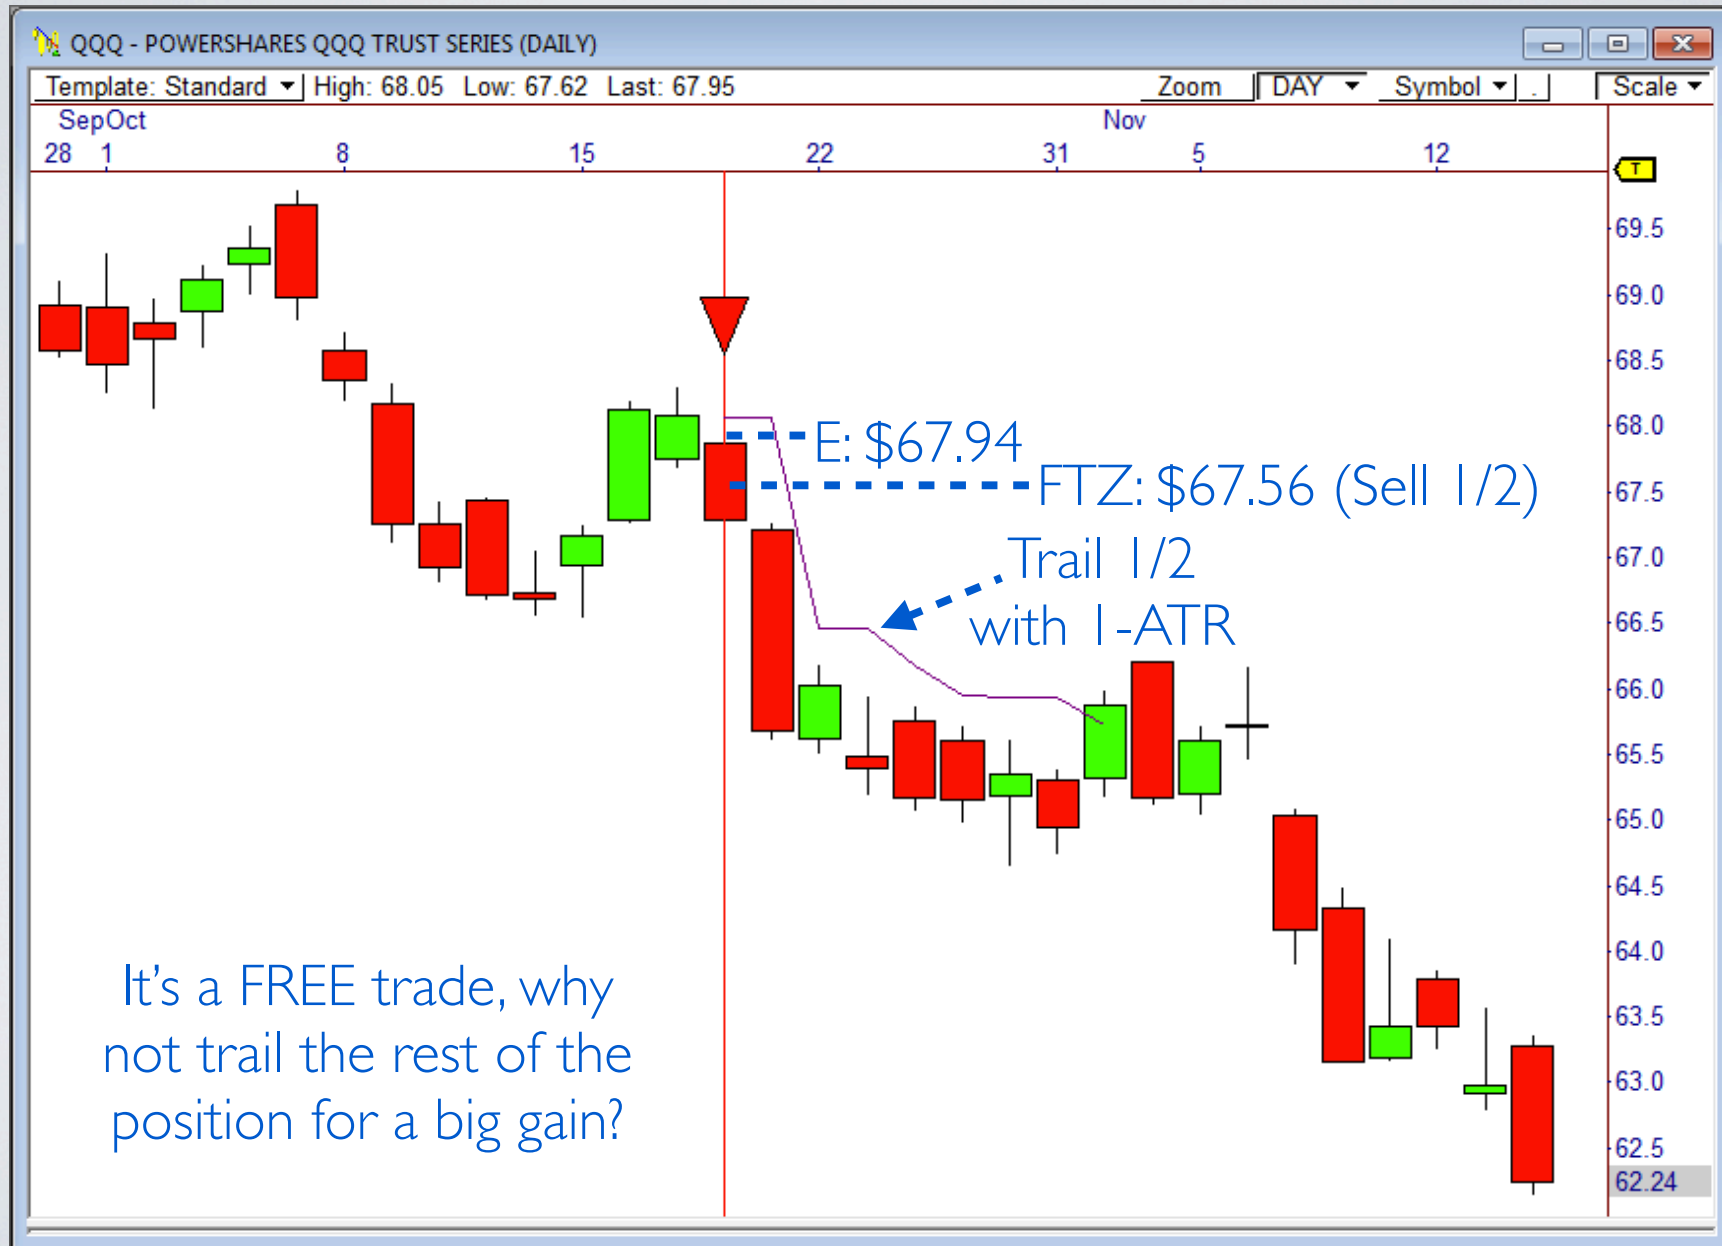 QQQ - POWERSHARES QQQ TRUST SERIES (DAILY)
Template: Standard High: 68.05 Low: 67.62 Last: 67.95 Zoom DAY Symbol . Scale
SepOct Nov
28 1 8 15 22 31 5 12
T
69.5
69.0
68.5
68.0
E: $67.94
FTZ: $67.56 (Sell 1/2)
67.5
Trail 1/2
with 1-ATR
67.0
66.5
66.0
65.5
65.0
64.5
64.0
63.5
63.0
62.5
62.24
It's a FREE trade, why
not trail the rest of the
position for a big gain?